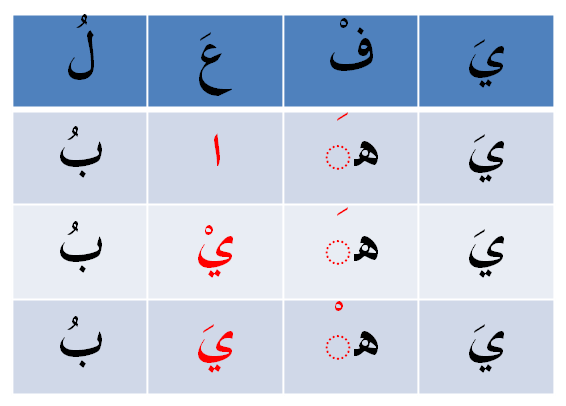 يَ فْ عَ لُ
يَ هَ ا بُ
يَ هَ يْ بُ
يَ هْ يَ بُ